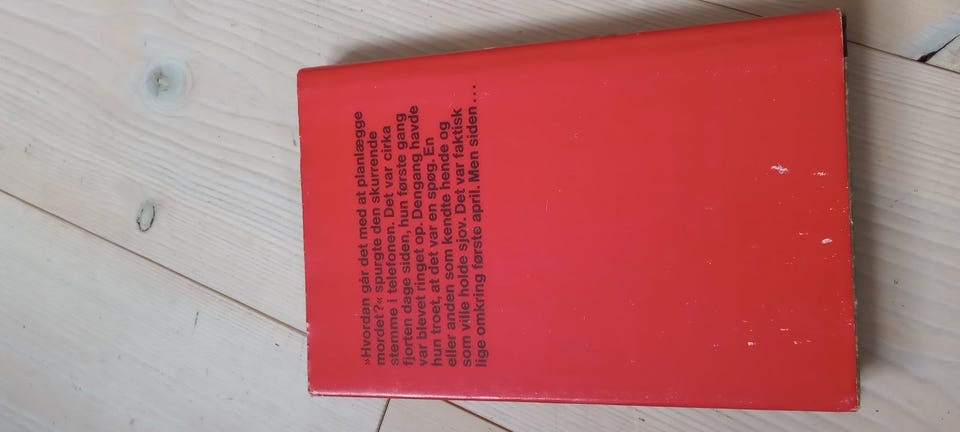 »Hvordan går det med at planlægge
mordet?« spurgte den skurrende
stemme i telefonen. Det var cirka
fjorten dage siden, hun første gang
var blevet ringet op. Dengang havde
hun troet, at det var en spøg. En
eller anden som kendte hende og
som ville holde sjov. Det var faktisk
lige omkring første april. Men siden...